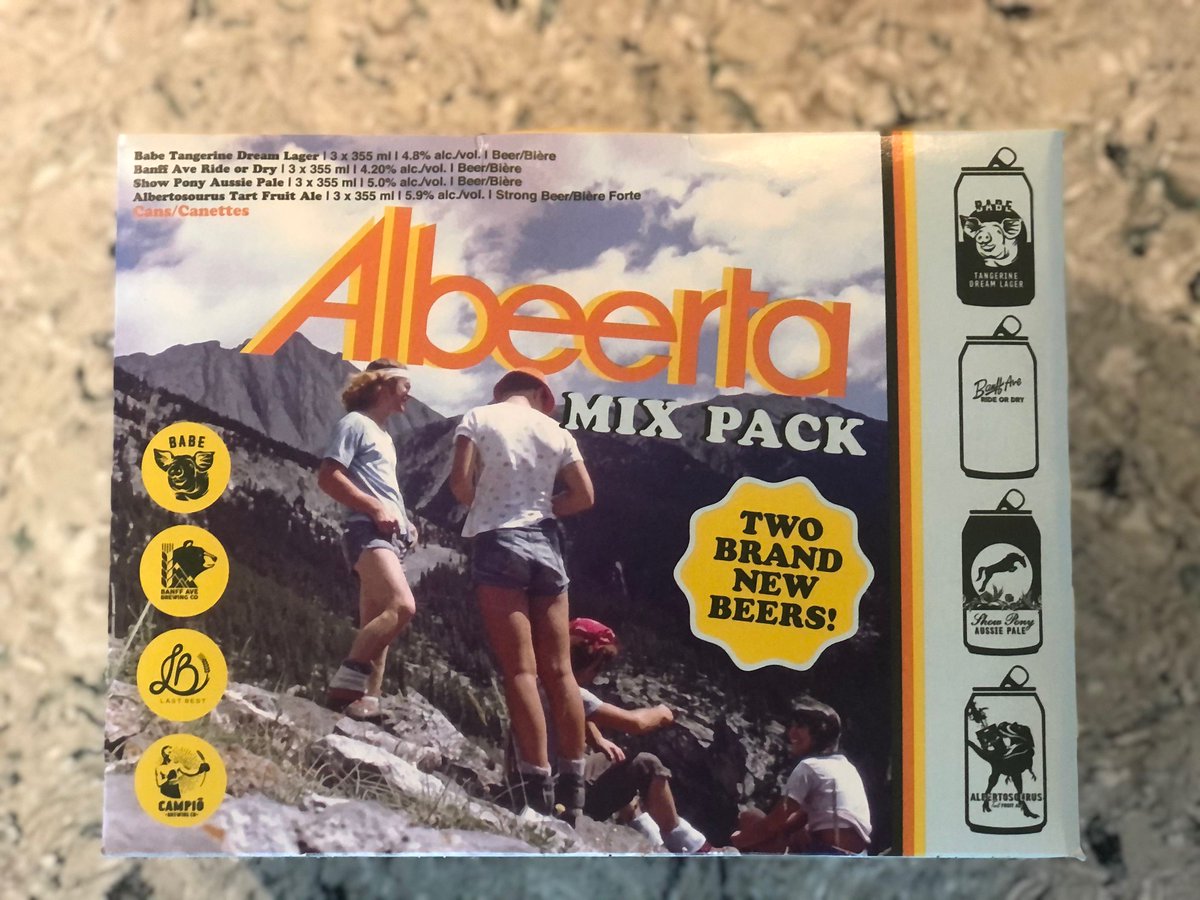 Babe Tangerine Dream Lager | 3 x 355 ml | 4.8% alc./vol. | Beer/Bière
Banff Ave Ride or Dry | 3 x 355 ml | 4.20% alc./vol. | Beer/Bière
Show Pony Aussie Pale | 3 x 355 ml | 5.0% alc./vol. | Beer/Bière
Albertosourus Tart Fruit Ale | 3 x 355 ml | 5.9% alc./vol. | Strong Beer/Bière Forte
Cans/Canettes
Albeerta
MIX PACK
TWO
BRAND
NEW
BEERS!
BABE
BANFF AVE
BREWING CO
LB
LAST BEST
CAMPIŌ
BREWING CO
BABE
TANGERINE
DREAM LAGER
Banff Ave
RIDE OR DRY
Show Pony
AUSSIE PALE
ALBERTOSOURUS